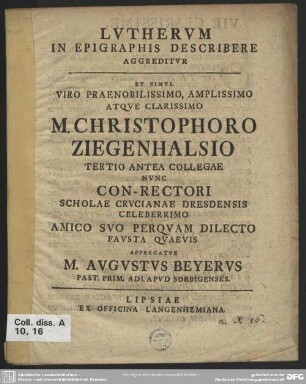 LVTHERVM
IN EPIGRAPHIS DESCRIBERE
AGGREDITVR
ET SIMVL
VIRO PRAENOBILISSIMO, AMPLISSIMO
ATQVE CLARISSIMO
M. CHRISTOPHORO
ZIEGENHALSIO
TERTIO ANTEA COLLEGAE
NVNC
CON-RECTORI
SCHOLAE CRVCIANAE DRESDENSIS
CELEBERRIMO
AMICO SVO PERQVAM DILECTO
FAVSTA QVAEVIS
APPRECATVR
M. AVGVSTVS BEYERVS
PAST. PRIM. ADI. APVD SORBIGENSES.
LIPSIAE
EX OFFICINA LANGENHEMIANA.
Coll. diss. A
10, 16